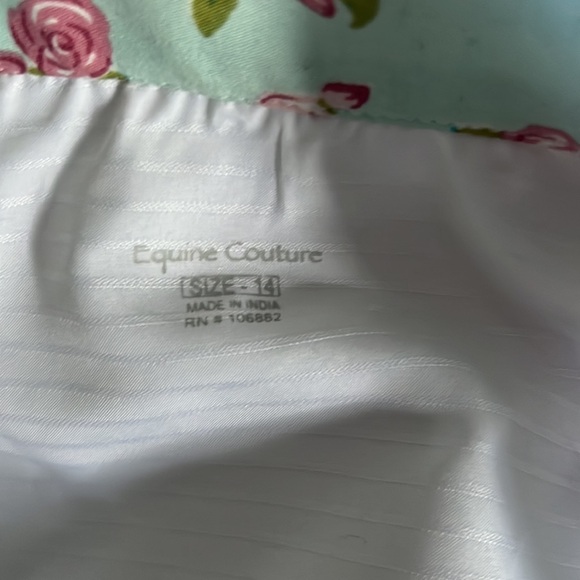 Equine Couture
SIZE - 14
MADE IN INDIA
RN # 106882